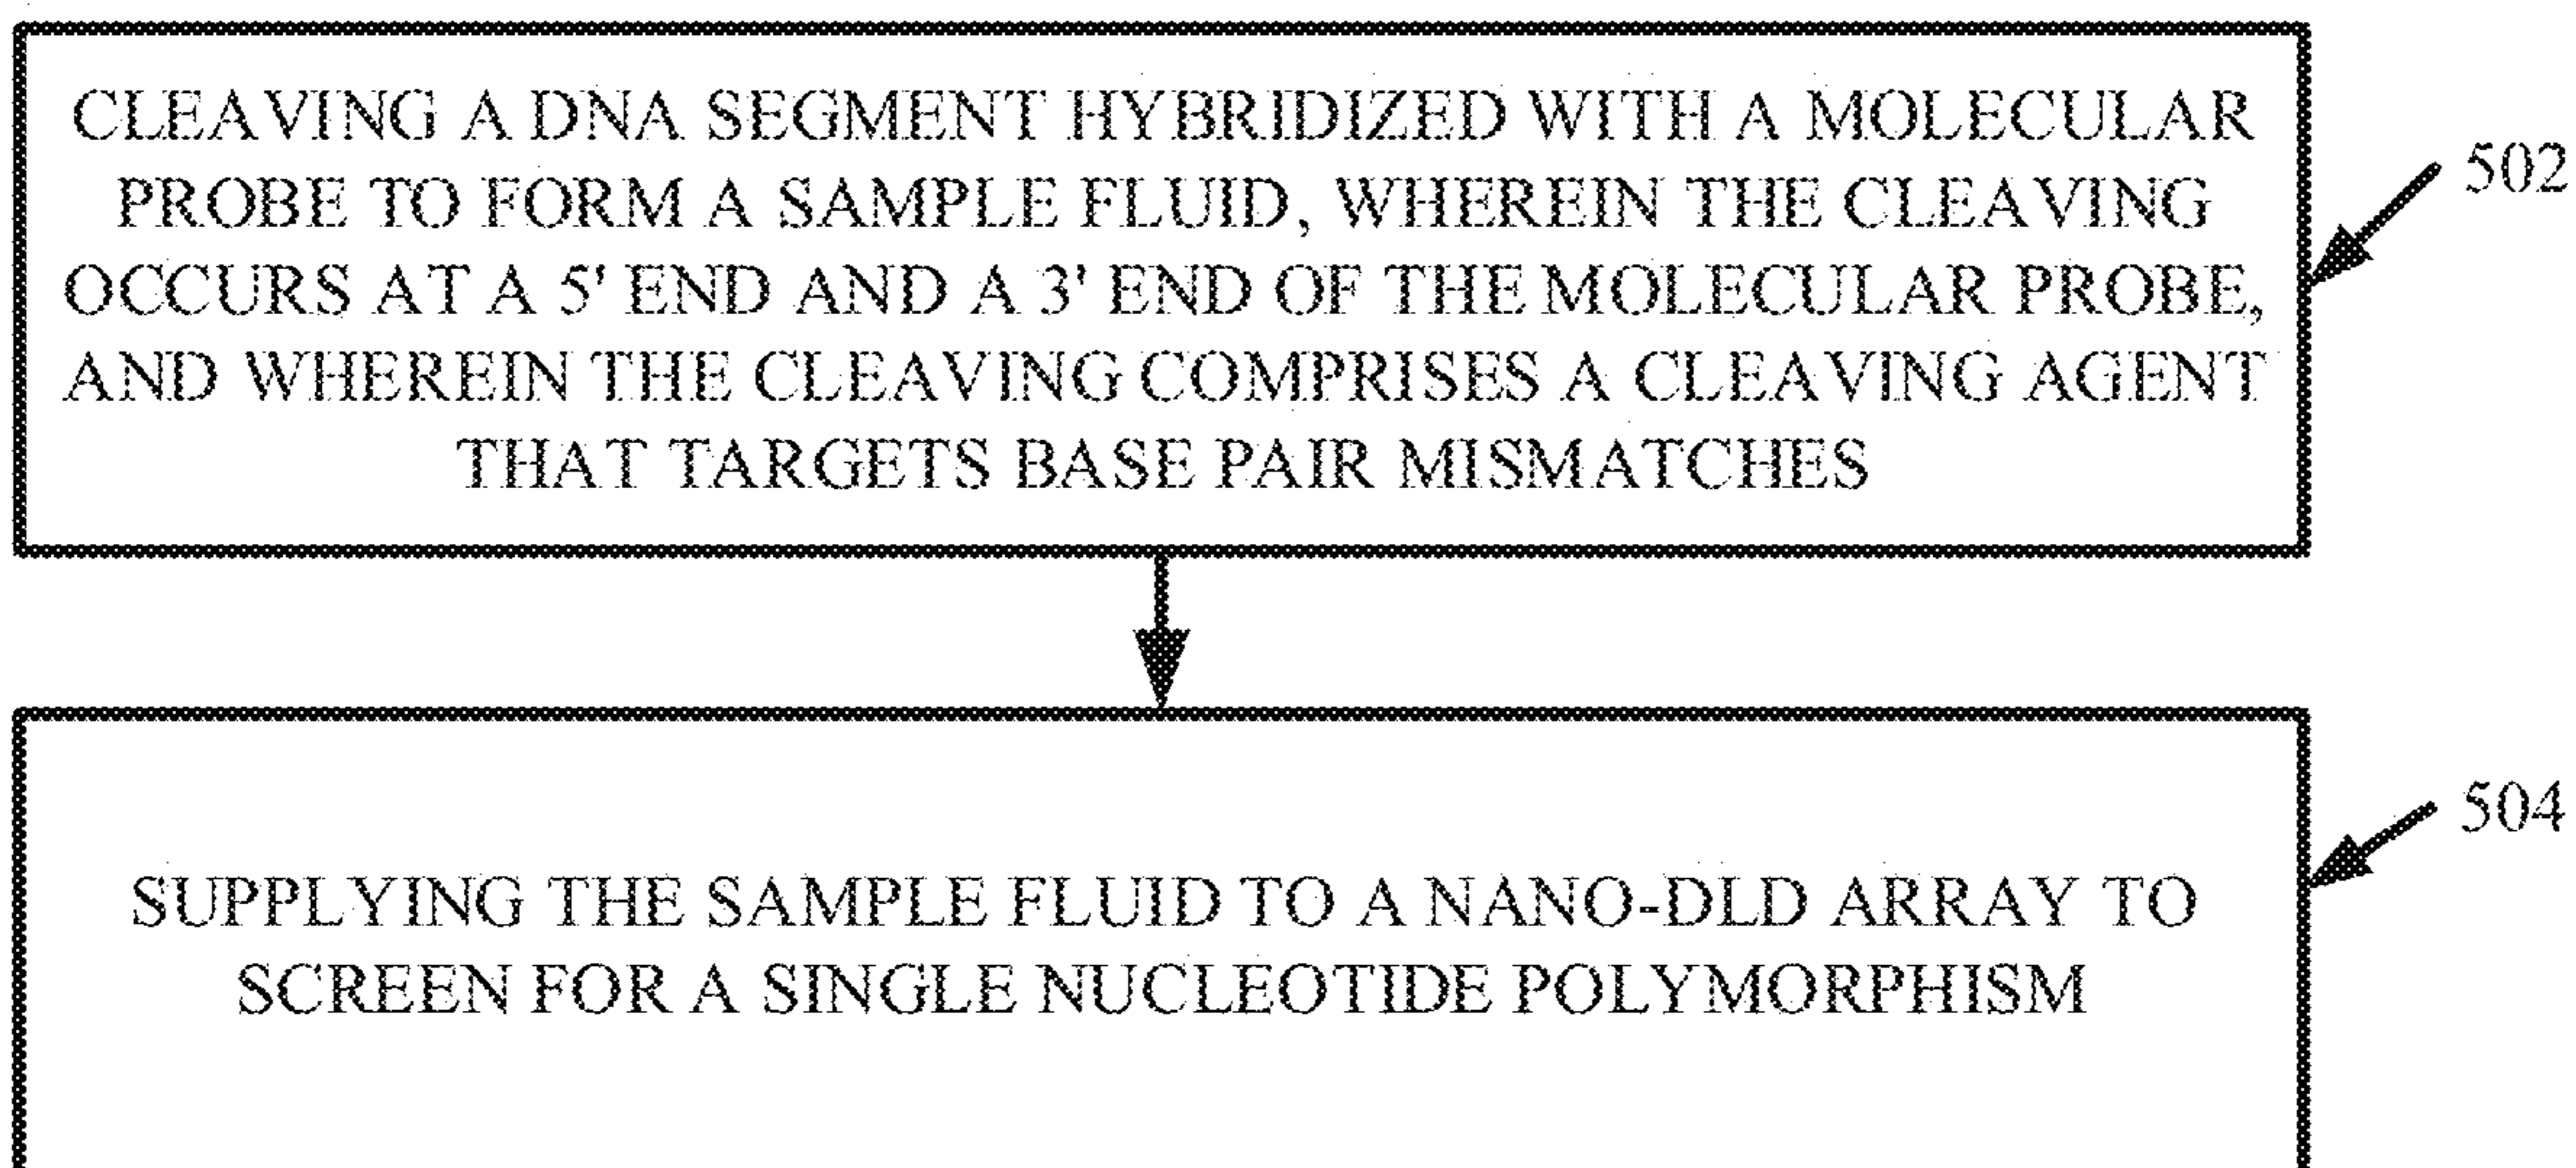 CLEAVING A DNA SEGMENT HYBRIDIZED WITH A MOLECULAR
PROBE TO FORM A SAMPLE FLUID, WHEREIN THE CLEAVING
OCCURS AT A 5' END AND A 3' END OF THE MOLECULAR PROBE,
AND WHEREIN THE CLEAVING COMPRISES A CLEAVING AGENT
THAT TARGETS BASE PAIR MISMATCHES
502
SUPPLYING THE SAMPLE FLUID TO A NANO-DLD ARRAY TO
SCREEN FOR A SINGLE NUCLEOTIDE POLYMORPHISM
504